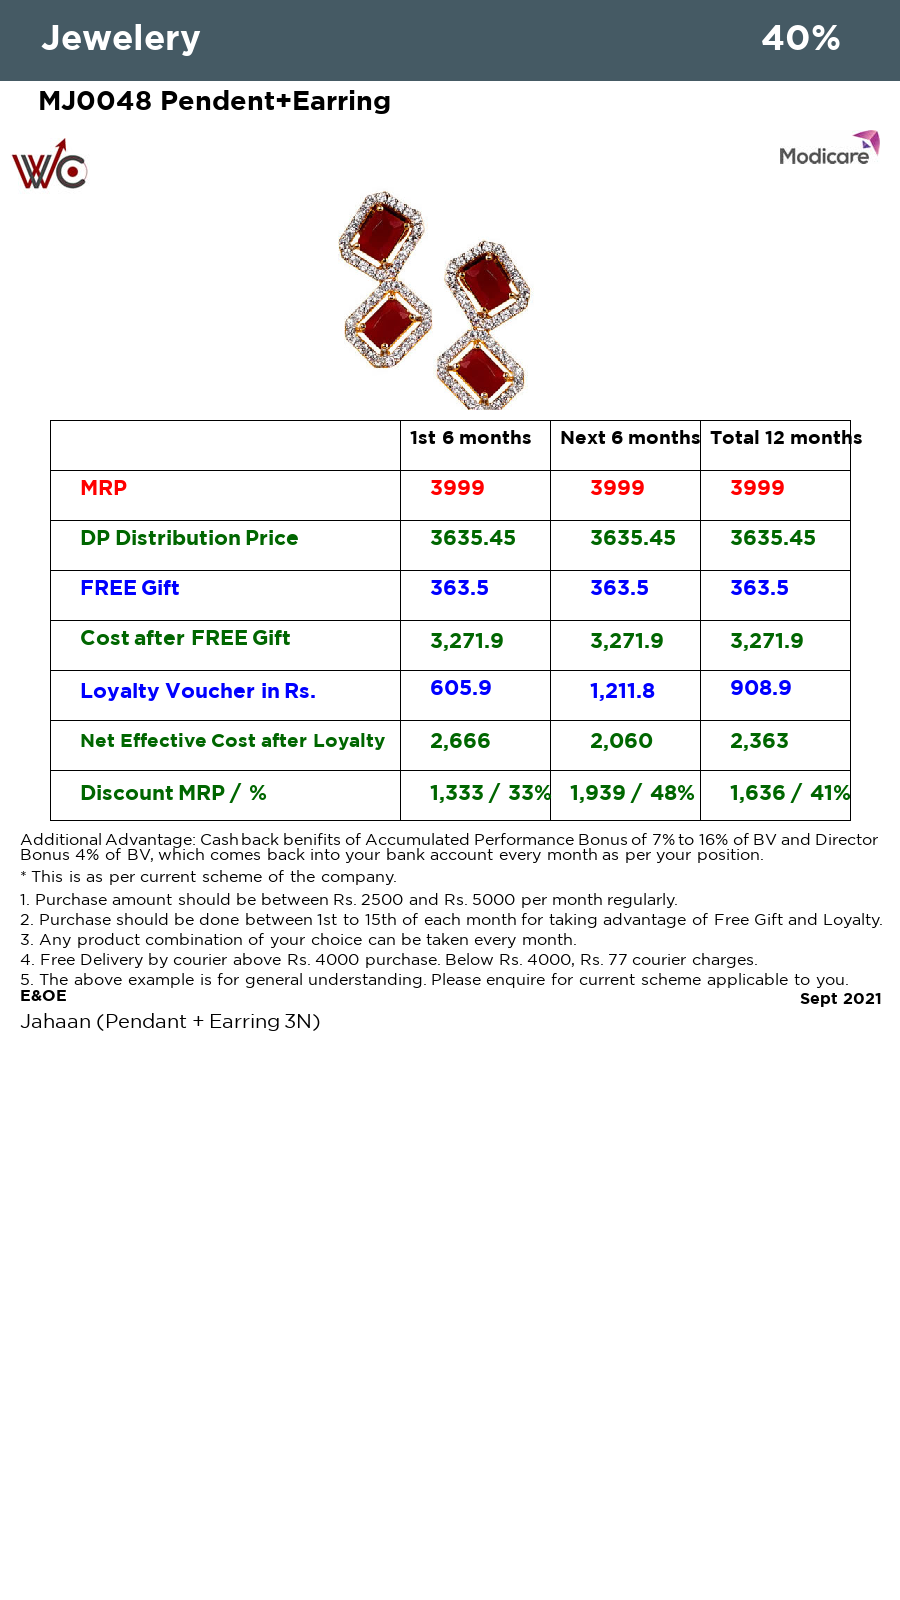 Jewelery 40%
MJ0048 Pendent+Earring
WC
Modicare
1st 6 months Next 6 months Total 12 months
MRP 3999 3999 3999
DP Distribution Price 3635.45 3635.45 3635.45
FREE Gift 363.5 363.5 363.5
Cost after FREE Gift 3,271.9 3,271.9 3,271.9
Loyalty Voucher in Rs. 605.9 1,211.8 908.9
Net Effective Cost after Loyalty 2,666 2,060 2,363
Discount MRP / % 1,333 / 33% 1,939 / 48% 1,636 / 41%
Additional Advantage: Cashback benifits of Accumulated Performance Bonus of 7% to 16% of BV and Director
Bonus 4% of BV, which comes back into your bank account every month as per your position.
* This is as per current scheme of the company.
1. Purchase amount should be between Rs. 2500 and Rs. 5000 per month regularly.
2. Purchase should be done between 1st to 15th of each month for taking advantage of Free Gift and Loyalty.
3. Any product combination of your choice can be taken every month.
4. Free Delivery by courier above Rs. 4000 purchase. Below Rs. 4000, Rs. 77 courier charges.
5. The above example is for general understanding. Please enquire for current scheme applicable to you.
E&OE Sept 2021
Jahaan (Pendant + Earring 3N)